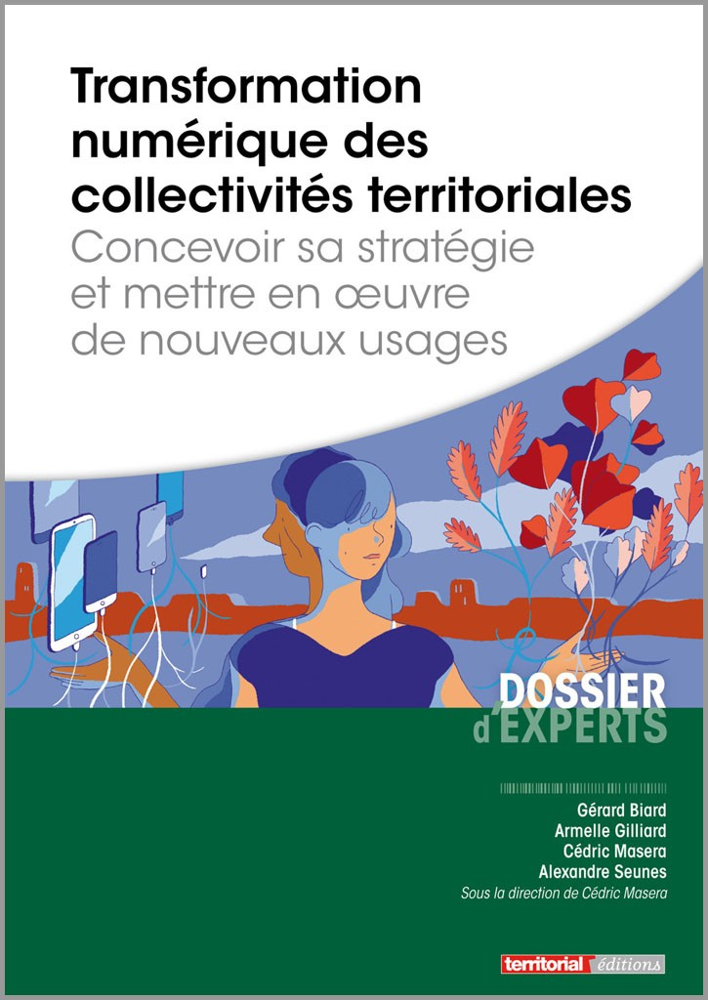 Transformation
numérique des
collectivités territoriales
Concevoir sa stratégie
et mettre en œuvre
de nouveaux usages
DOSSIER
d'EXPERTS
Gérard Biard
Armelle Gilliard
Cédric Masera
Alexandre Seunes
Sous la direction de Cédric Masera
territorial éditions